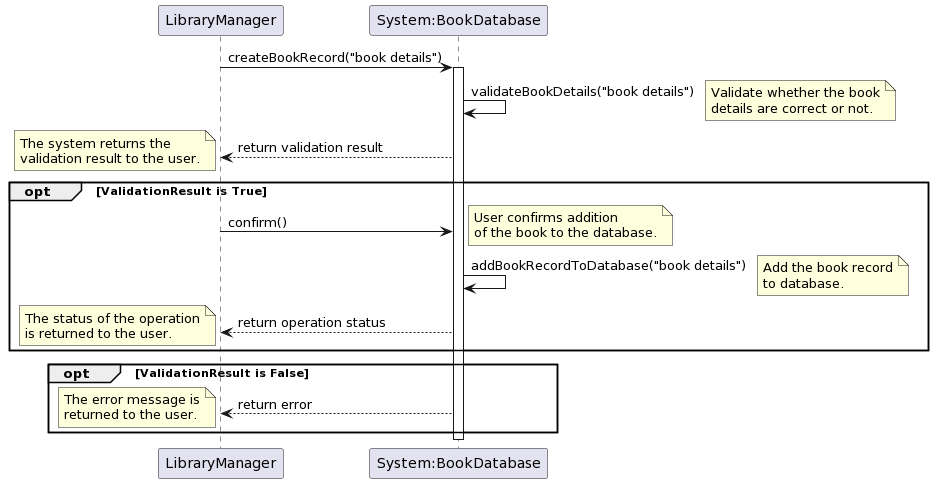 LibraryManager
System:BookDatabase
createBookRecord("book details")
validateBookDetails("book details")
Validate whether the book
details are correct or not.
The system returns the
validation result to the user.
return validation result
opt
[ValidationResult is True]
confirm()
User confirms addition
of the book to the database.
addBookRecordToDatabase("book details")
Add the book record
to database.
The status of the operation
is returned to the user.
return operation status
opt
[ValidationResult is False]
The error message is
returned to the user.
return error
LibraryManager
System:BookDatabase